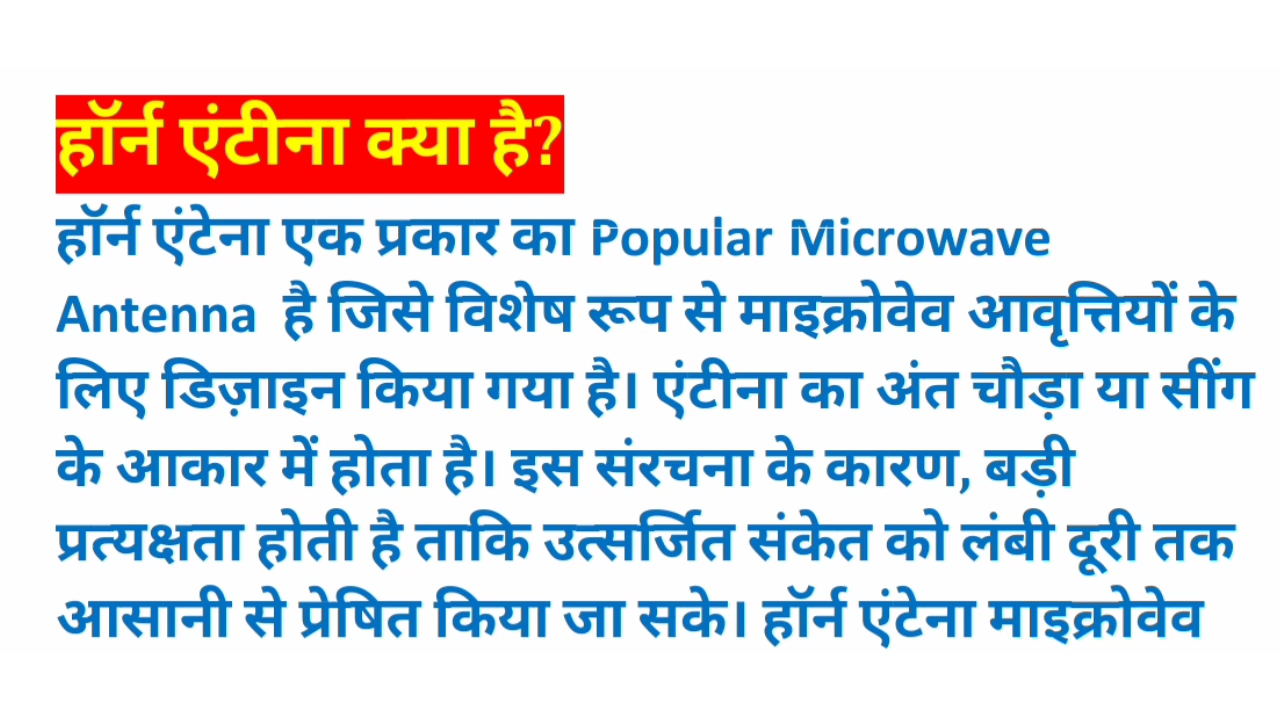 हॉर्न एंटीना क्या है?
हॉर्न एंटेना एक प्रकार का Popular Microwave
Antenna है जिसे विशेष रूप से माइक्रोवेव आवृत्तियों के
लिए डिज़ाइन किया गया है। एंटीना का अंत चौड़ा या सींग
के आकार में होता है। इस संरचना के कारण, बड़ी
प्रत्यक्षता होती है ताकि उत्सर्जित संकेत को लंबी दूरी तक
आसानी से प्रेषित किया जा सके। हॉर्न एंटेना माइक्रोवेव